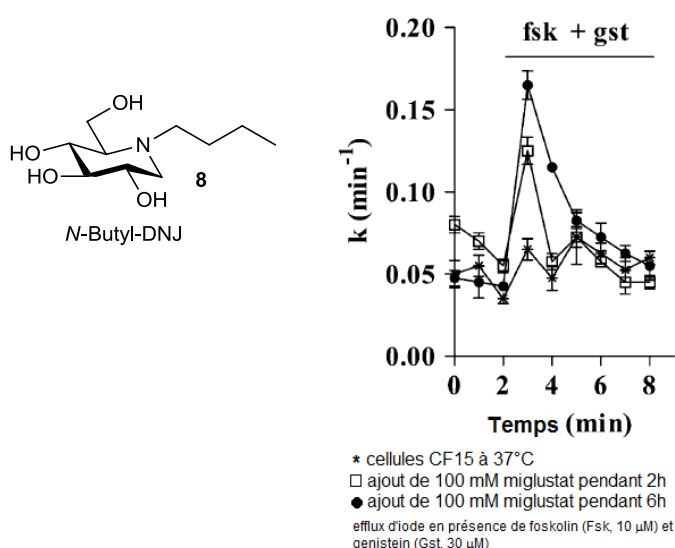 OH
HO
HO
N
OH
8
N-Butyl-DNJ
fsk + gst
0.20
0.15
0.10
0.05
0.00
k (min⁻¹)
0 2 4 6 8
Temps (min)
* cellules CF15 à 37°C
□ ajout de 100 mM miglustat pendant 2h
● ajout de 100 mM miglustat pendant 6h
efflux d'iode en présence de foskolin (Fsk, 10 µM) et
genistein (Gst, 30 µM)